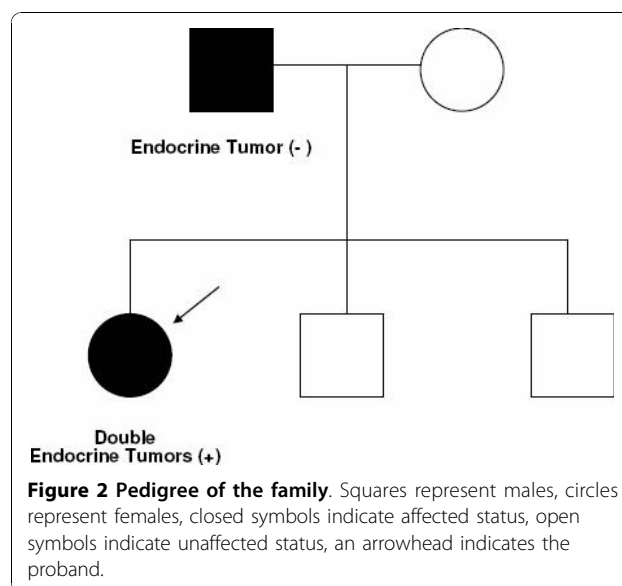 Endocrine Tumor (- )
Double
Endocrine Tumors (+)
Figure 2 Pedigree of the family. Squares represent males, circles
represent females, closed symbols indicate affected status, open
symbols indicate unaffected status, an arrowhead indicates the
proband.